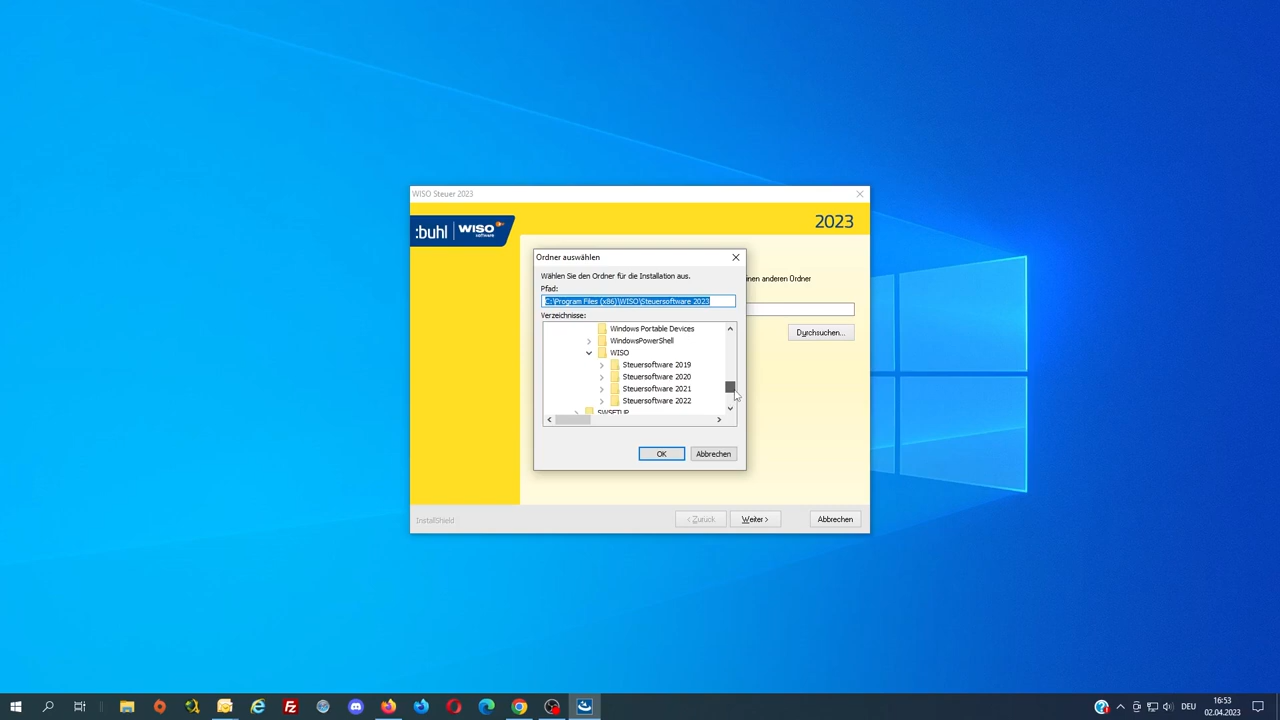 WISO Steuer 2023
:buhl WISO software
2023
Ordner auswählen
Wählen Sie den Ordner für die Installation aus.
inen anderen Ordner
Pfad:
C:\Program Files (x86)\WISO\Steuersoftware 2023
Verzeichnisse:
Durchsuchen...
Windows Portable Devices
WindowsPowerShell
WISO
Steuersoftware 2019
Steuersoftware 2020
Steuersoftware 2021
Steuersoftware 2022
SWSETUP
OK
Abbrechen
InstallShield
< Zurück
Weiter >
Abbrechen
DEU
16:53
02.04.2023